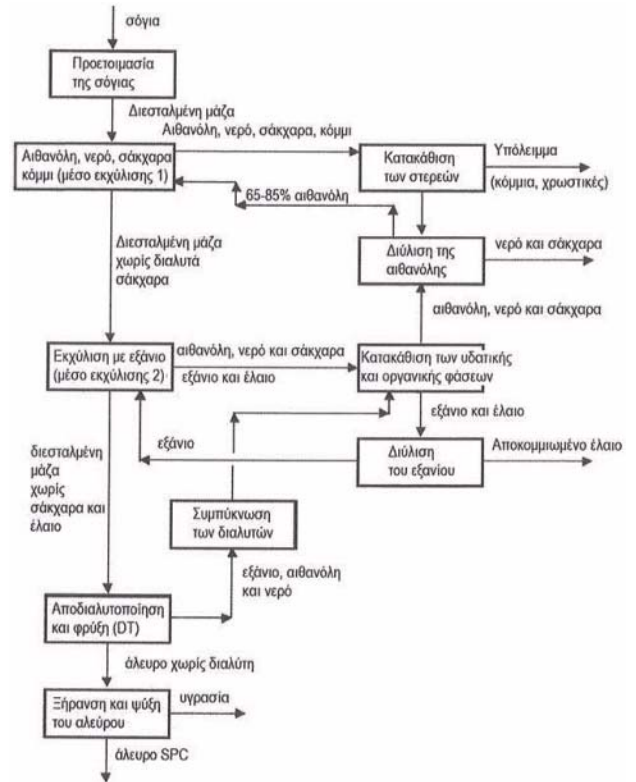 σόγια
Προετοιμασία
της σόγιας
Διεσταλμένη μάζα
Αιθανόλη, νερό, σάκχαρα, κόμμι
Αιθανόλη, νερό, σάκχαρα
κόμμι (μέσο εκχύλισης 1)
Κατακάθιση
των στερεών
Υπόλειμμα
(κόμμια, χρωστικές)
65-85% αιθανόλη
Διεσταλμένη μάζα
χωρίς διαλυτά
σάκχαρα
Διύλιση της
αιθανόλης
νερό και σάκχαρα
αιθανόλη, νερό και σάκχαρα
Εκχύλιση με εξάνιο
(μέσο εκχύλισης 2)
αιθανόλη, νερό και σάκχαρα
εξάνιο και έλαιο
Κατακάθιση των υδατικής
και οργανικής φάσεων
εξάνιο και έλαιο
εξάνιο
Διύλιση
του εξανίου
Αποκομμιωμένο έλαιο
διεσταλμένη
μάζα
χωρίς
σάκχαρα και
έλαιο
Συμπύκνωση
των διαλυτών
εξάνιο, αιθανόλη
και νερό
Αποδιαλυτοποίηση
και φρύξη (DT)
άλευρο χωρίς διαλύτη
Ξήρανση και ψύξη
του αλεύρου
υγρασία
άλευρο SPC